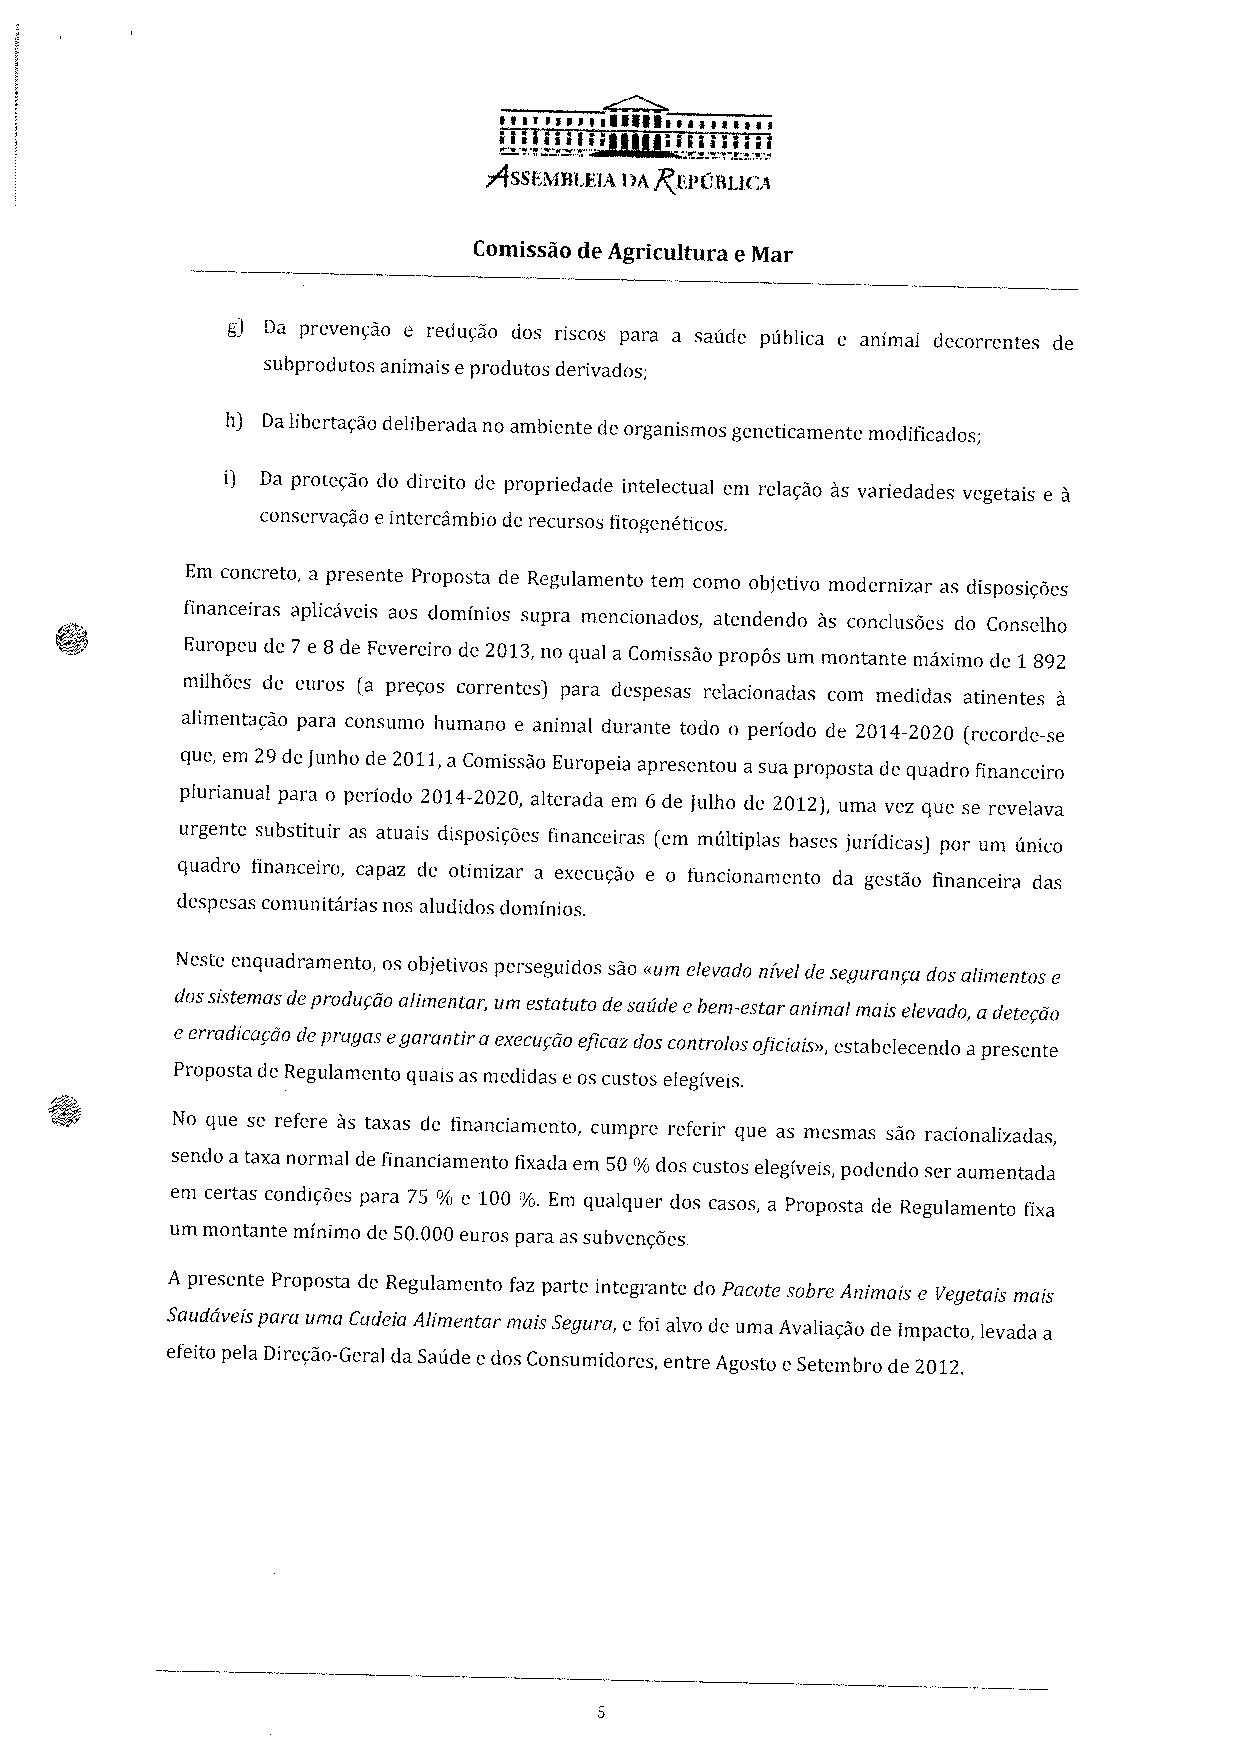 ASSEMBLEIA DA REPÚBLICA
Comissão de Agricultura e Mar
g) Da prevenção e redução dos riscos para a saúde pública e animal decorrentes de
subprodutos animais e produtos derivados;
h) Da libertação deliberada no ambiente de organismos geneticamente modificados;
i) Da proteção do direito de propriedade intelectual em relação às variedades vegetais e à
conservação e intercâmbio de recursos fitogenéticos.
Em concreto, a presente Proposta de Regulamento tem como objetivo modernizar as disposições
financeiras aplicáveis aos domínios supra mencionados, atendendo às conclusões do Conselho
Europeu de 7 e 8 de Fevereiro de 2013, no qual a Comissão propôs um montante máximo de 1 892
milhões de euros (a preços correntes) para despesas relacionadas com medidas atinentes à
alimentação para consumo humano e animal durante todo o período de 2014-2020 (recorde-se
que, em 29 de Junho de 2011, a Comissão Europeia apresentou a sua proposta de quadro financeiro
plurianual para o período 2014-2020, alterada em 6 de Julho de 2012), uma vez que se revelava
urgente substituir as atuais disposições financeiras (em múltiplas bases jurídicas) por um único
quadro financeiro, capaz de otimizar a execução e o funcionamento da gestão financeira das
despesas comunitárias nos aludidos domínios.
Neste enquadramento, os objetivos perseguidos são «um elevado nível de segurança dos alimentos e
dos sistemas de produção alimentar, um estatuto de saúde e bem-estar animal mais elevado, a deteção
e erradicação de pragas e garantir a execução eficaz dos controlos oficiais», estabelecendo a presente
Proposta de Regulamento quais as medidas e os custos elegíveis.
No que se refere às taxas de financiamento, cumpre referir que as mesmas são racionalizadas,
sendo a taxa normal de financiamento fixada em 50 % dos custos elegíveis, podendo ser aumentada
em certas condições para 75 % e 100 %. Em qualquer dos casos, a Proposta de Regulamento fixa
um montante mínimo de 50.000 euros para as subvenções.
A presente Proposta de Regulamento faz parte integrante do Pacote sobre Animais e Vegetais mais
Saudáveis para uma Cadeia Alimentar mais Segura, e foi alvo de uma Avaliação de Impacto, levada a
efeito pela Direção-Geral da Saúde e dos Consumidores, entre Agosto e Setembro de 2012.
5